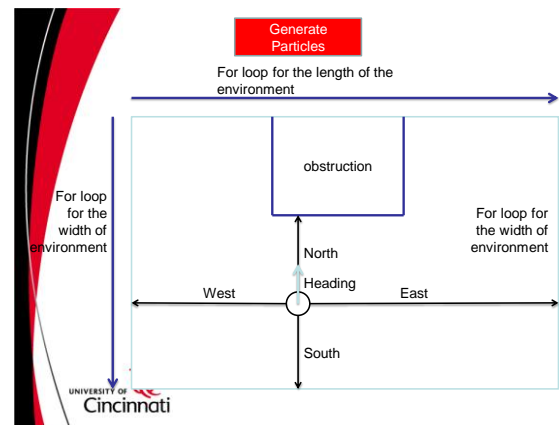 Generate
Particles
For loop for the length of the
environment
obstruction
For loop
for the
width of
environment
For loop for
the width of
environment
North
Heading
West
East
South
UNIVERSITY OF
Cincinnati